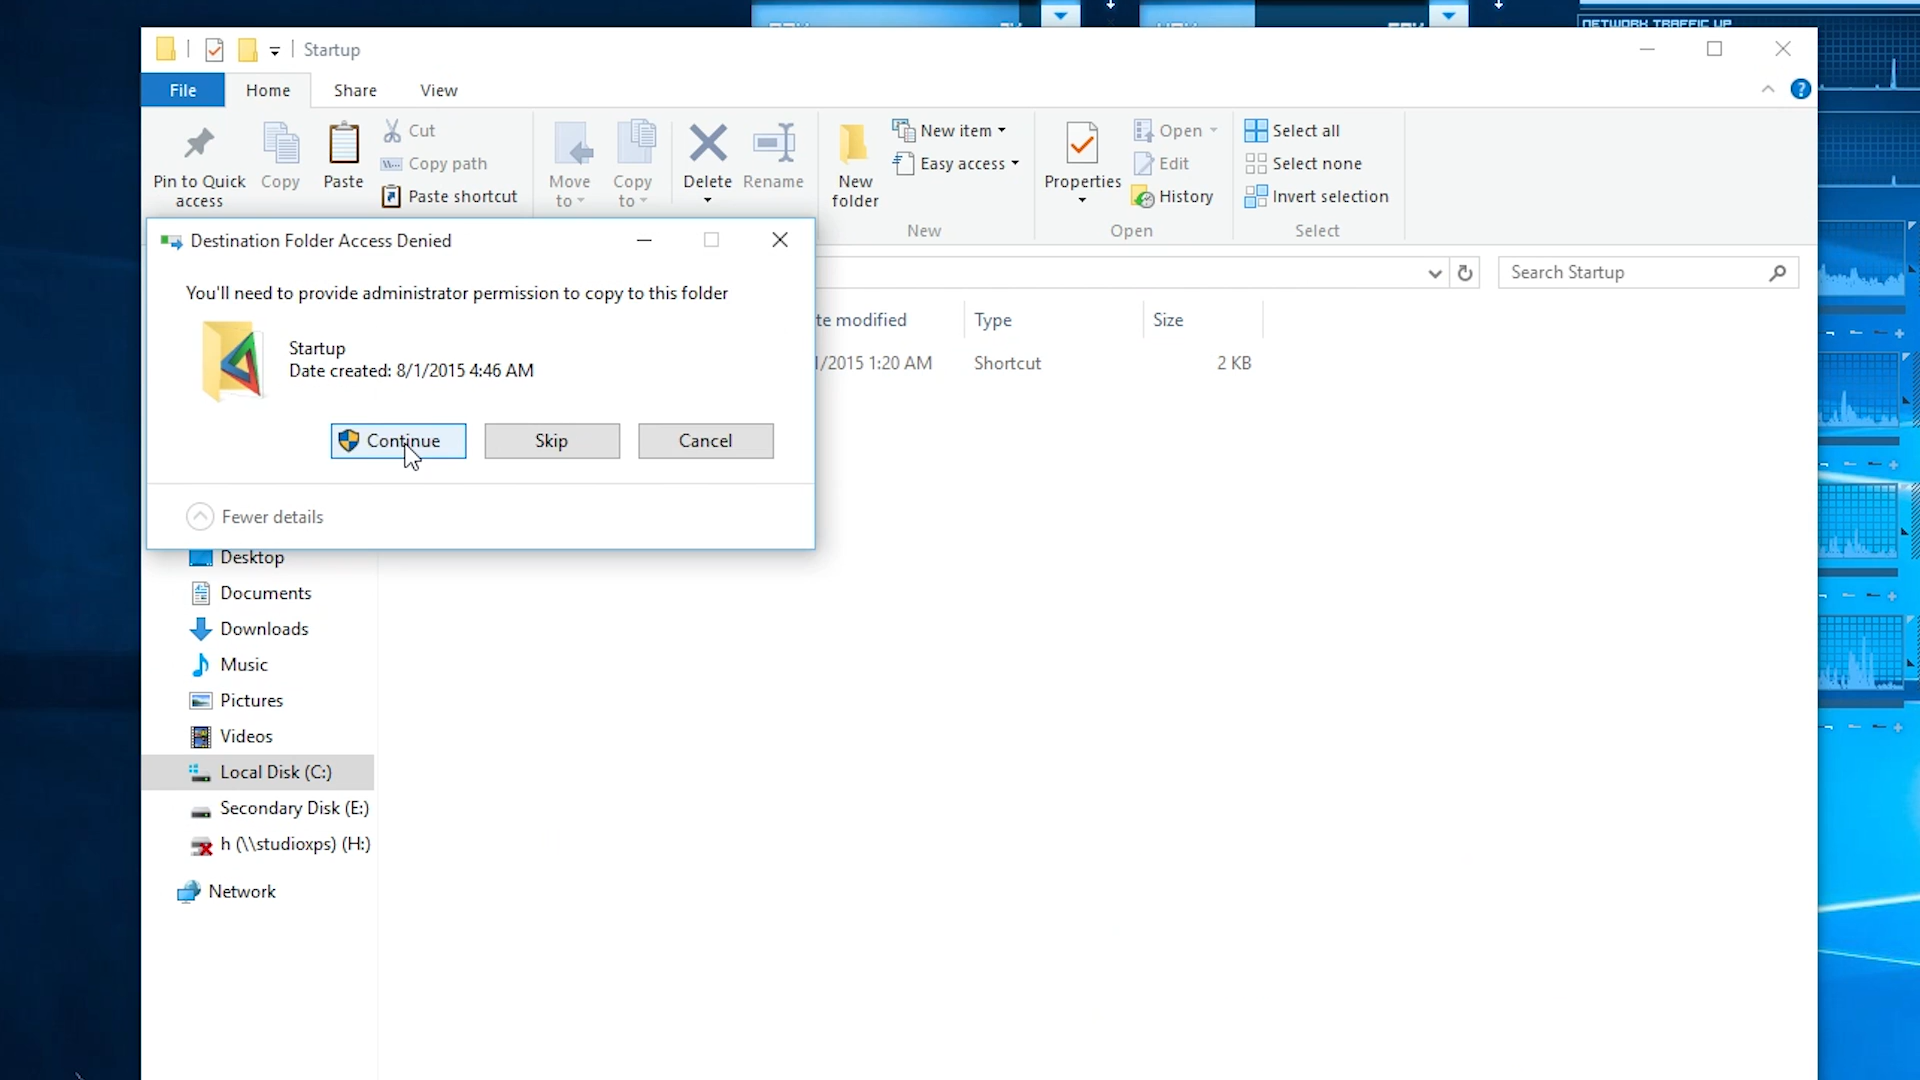 NETWORK TRAFFIC UP
Startup
File
Home
Share
View
Pin to Quick access
Copy
Paste
Cut
Copy path
Paste shortcut
Move to
Copy to
Delete
Rename
New folder
New item
Easy access
New
Properties
Open
Edit
History
Open
Select all
Select none
Invert selection
Select
Destination Folder Access Denied
You'll need to provide administrator permission to copy to this folder
Startup
Date created: 8/1/2015 4:46 AM
Continue
Skip
Cancel
Fewer details
Search Startup
te modified
Type
Size
/2015 1:20 AM
Shortcut
2 KB
Desktop
Documents
Downloads
Music
Pictures
Videos
Local Disk (C:)
Secondary Disk (E:)
h (\\studioxps) (H:)
Network